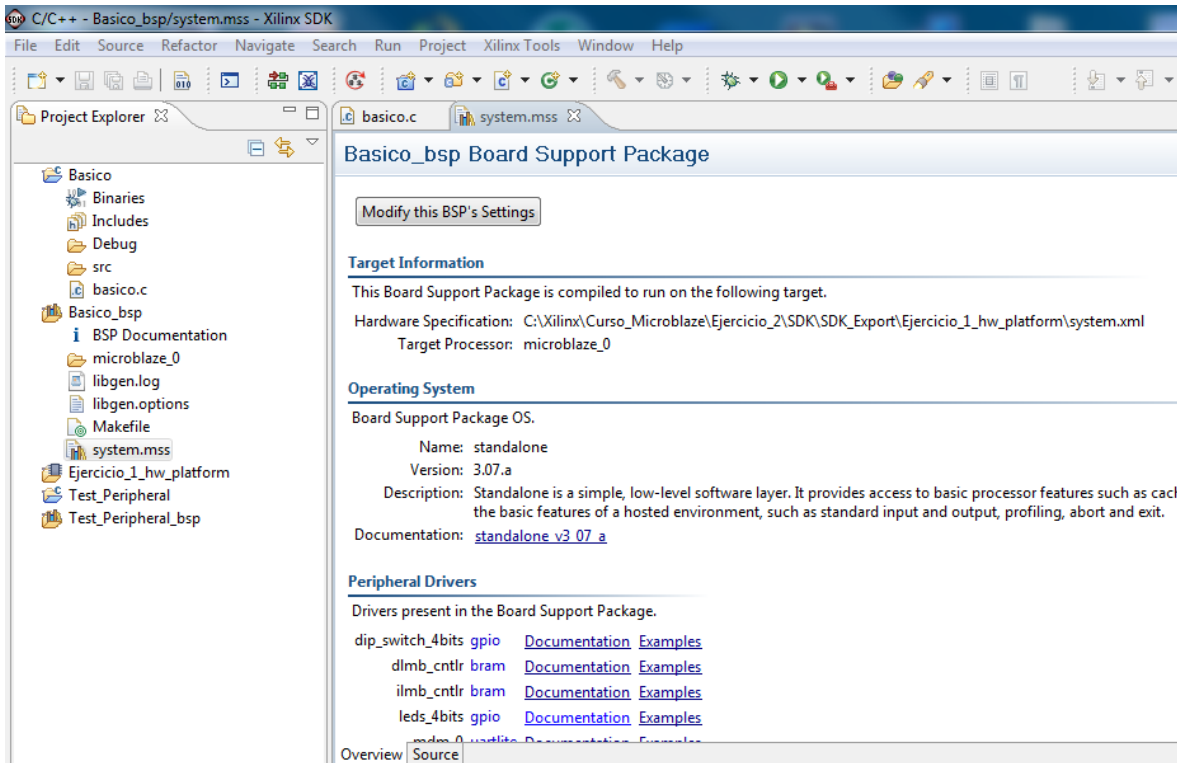 C/C++ - Basico_bsp/system.mss - Xilinx SDK
File Edit Source Refactor Navigate Search Run Project Xilinx Tools Window Help
Project Explorer
Basico
Binaries
Includes
Debug
src
basico.c
Basico_bsp
BSP Documentation
microblaze_0
libgen.log
libgen.options
Makefile
system.mss
Ejercicio_1_hw_platform
Test_Peripheral
Test_Peripheral_bsp
basico.c system.mss
Basico_bsp Board Support Package
Modify this BSP's Settings
Target Information
This Board Support Package is compiled to run on the following target.
Hardware Specification: C:\Xilinx\Curso_Microblaze\Ejercicio_2\SDK\SDK_Export\Ejercicio_1_hw_platform\system.xml
Target Processor: microblaze_0
Operating System
Board Support Package OS.
Name: standalone
Version: 3.07.a
Description: Standalone is a simple, low-level software layer. It provides access to basic processor features such as cac
the basic features of a hosted environment, such as standard input and output, profiling, abort and exit.
Documentation: standalone_v3_07_a
Peripheral Drivers
Drivers present in the Board Support Package.
dip_switch_4bits gpio Documentation Examples
dlmb_cntlr bram Documentation Examples
ilmb_cntlr bram Documentation Examples
leds_4bits gpio Documentation Examples
mdm_0 uartlite Documentation Examples
Overview Source